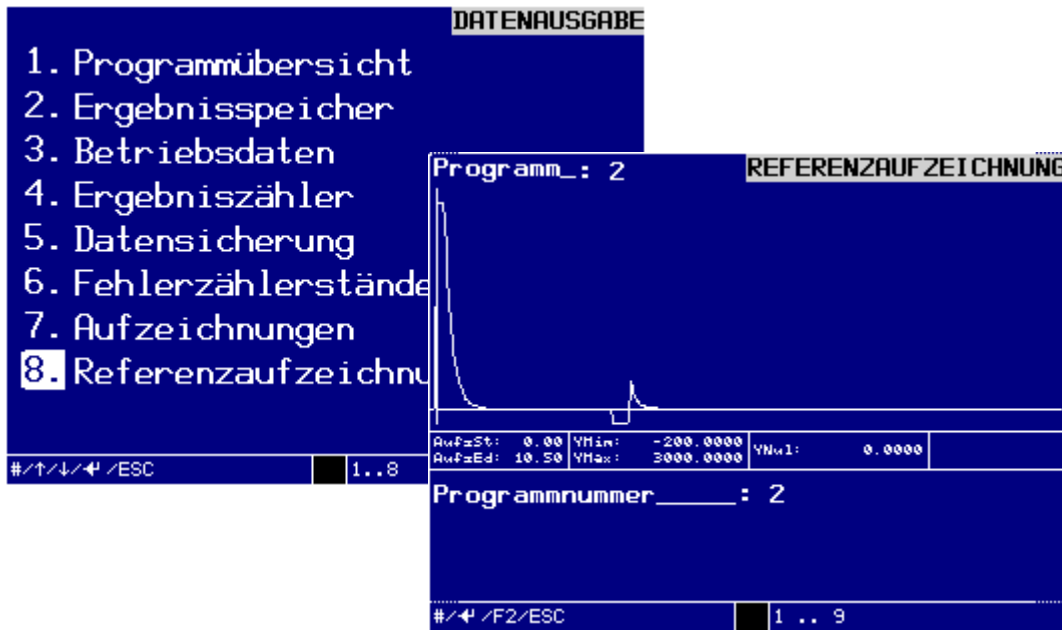 DATENAUSGABE
1. Programmübersicht
2. Ergebnisspeicher
3. Betriebsdaten
4. Ergebniszähler
5. Datensicherung
6. Fehlerzählerstände
7. Aufzeichnungen
8. Referenzaufzeichnu
#/↑/↓/↵ /ESC 1..8
Programm_: 2 REFERENZAUFZEICHNUNG
AufzSt: 0.00 YMin: -200.0000 YNul: 0.0000
AufzEd: 10.50 YMax: 3000.0000
Programmnummer______: 2
#/↵ /F2/ESC 1 .. 9